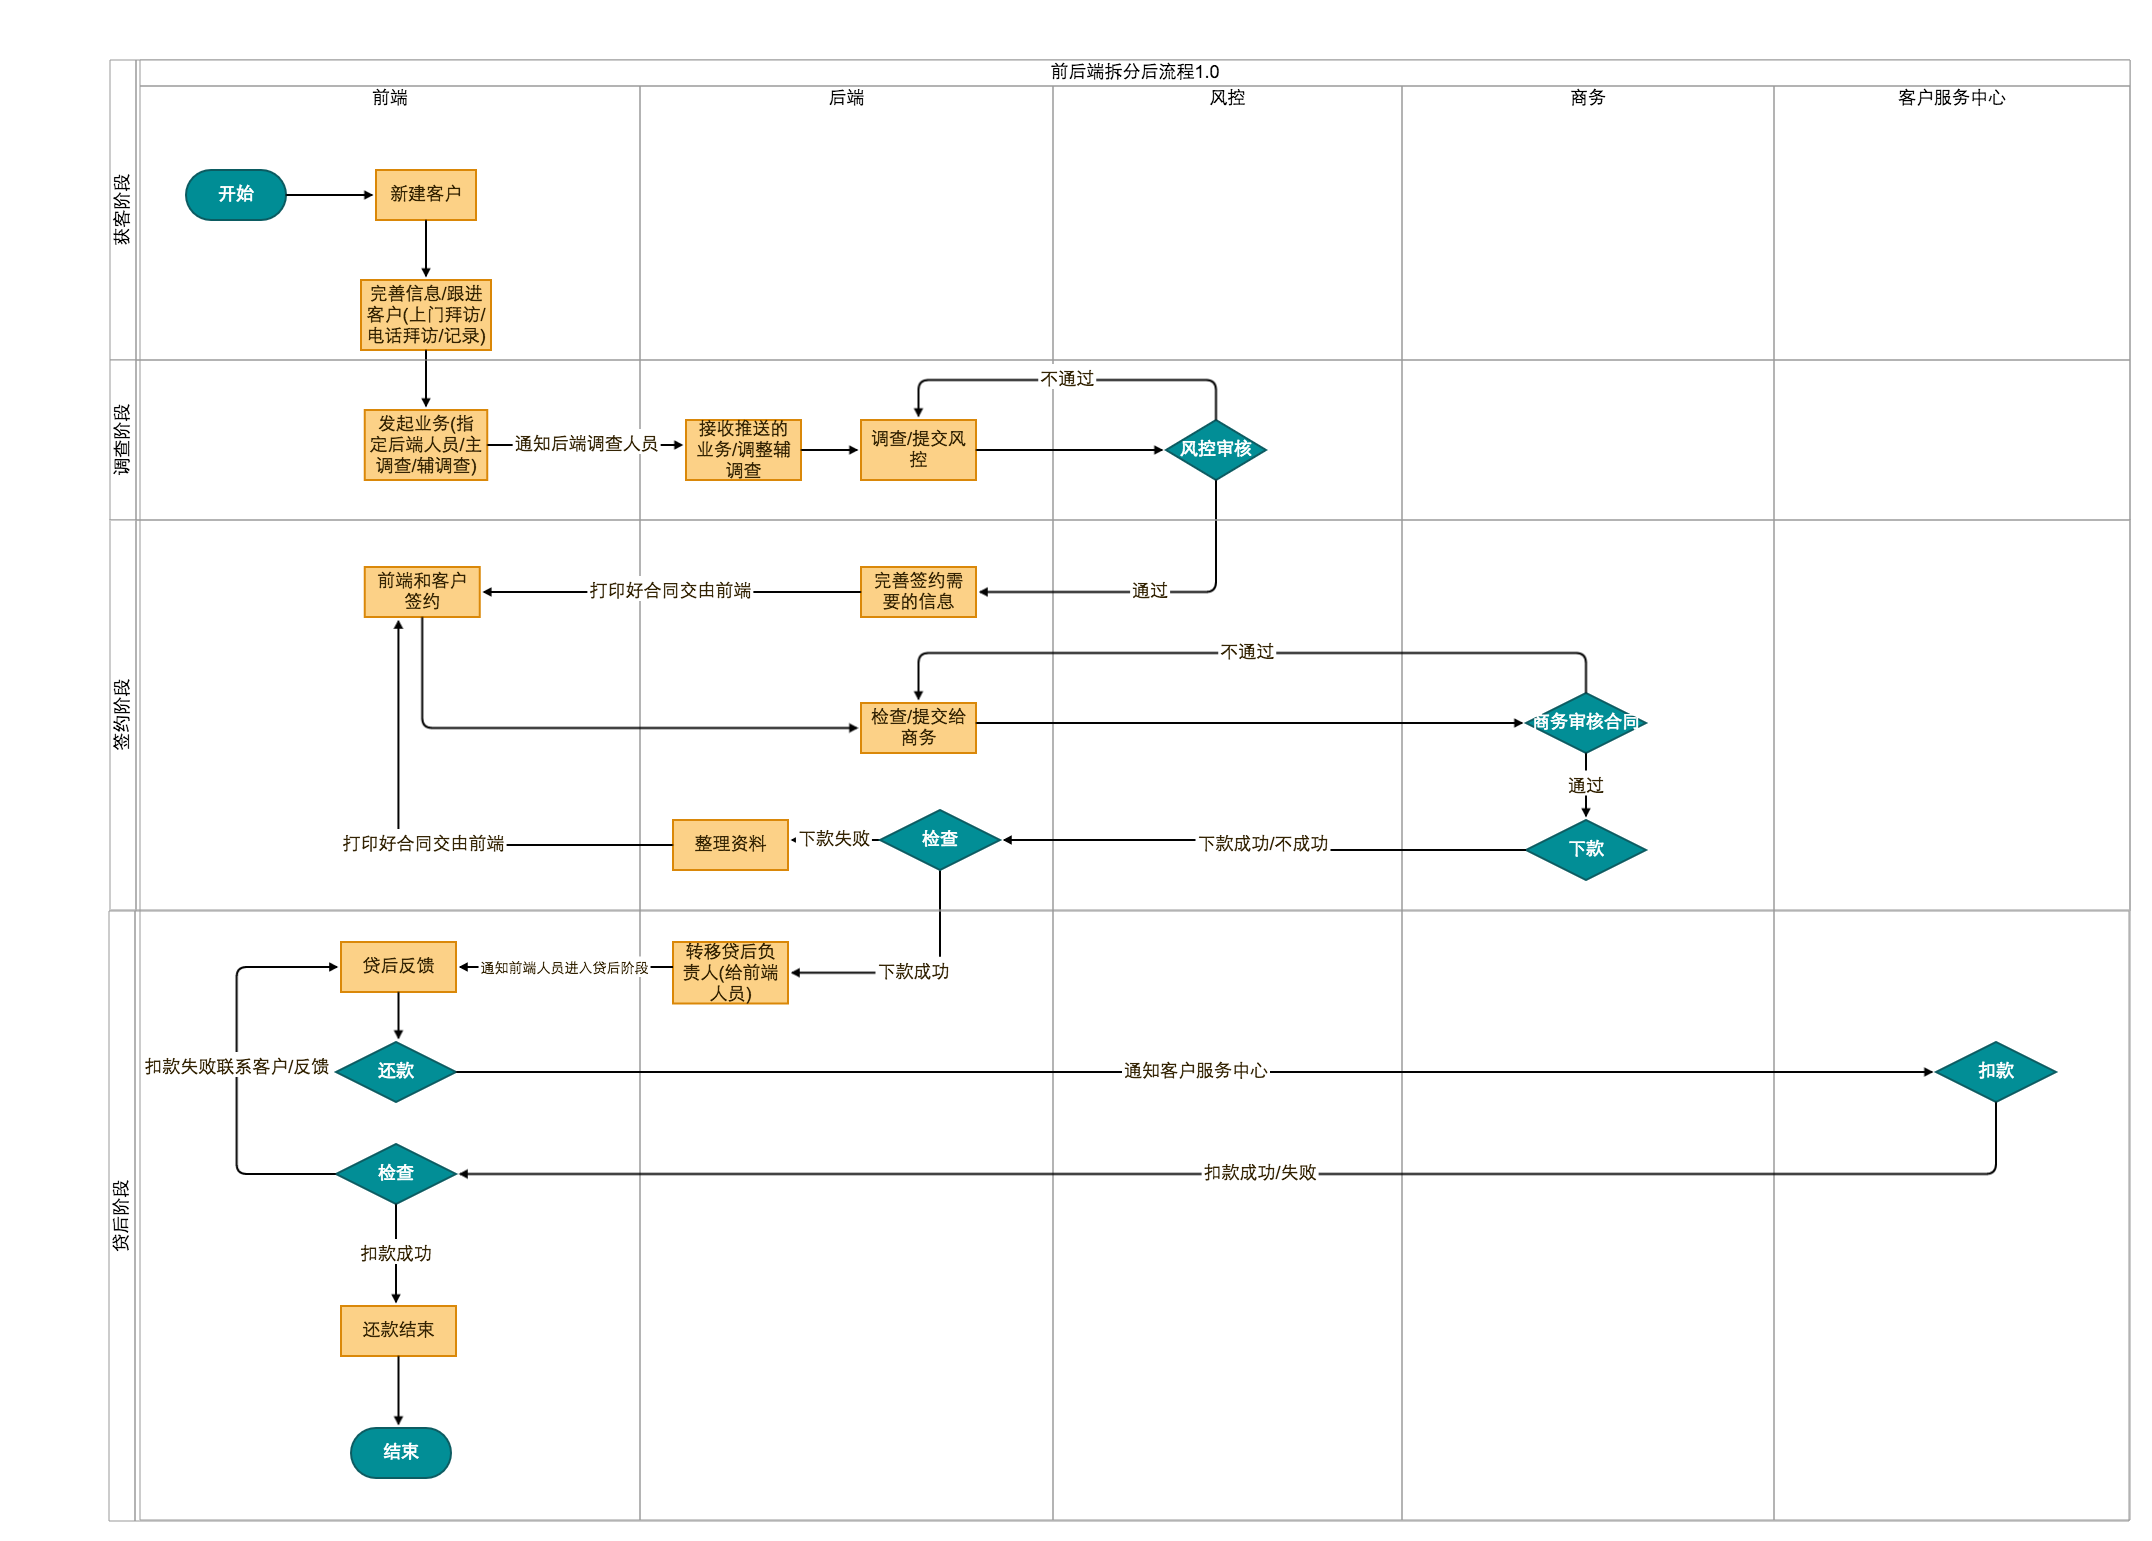 前后端拆分后流程1.0
前端
后端
风控
商务
客户服务中心
获客阶段
开始
新建客户
完善信息/跟进
客户(上门拜访/
电话拜访/记录)
调查阶段
不通过
发起业务(指
定后端人员/主
调查/辅调查)
通知后端调查人员
接收推送的
业务/调整辅
调查
调查/提交风
控
风控审核
签约阶段
前端和客户
签约
打印好合同交由前端
完善签约需
要的信息
通过
不通过
检查/提交给
商务
商务审核合同
通过
打印好合同交由前端
整理资料
下款失败
检查
下款成功/不成功
下款
贷后阶段
贷后反馈
通知前端人员进入贷后阶段
转移贷后负
责人(给前端
人员)
下款成功
扣款失败联系客户/反馈
还款
通知客户服务中心
扣款
检查
扣款成功/失败
扣款成功
还款结束
结束